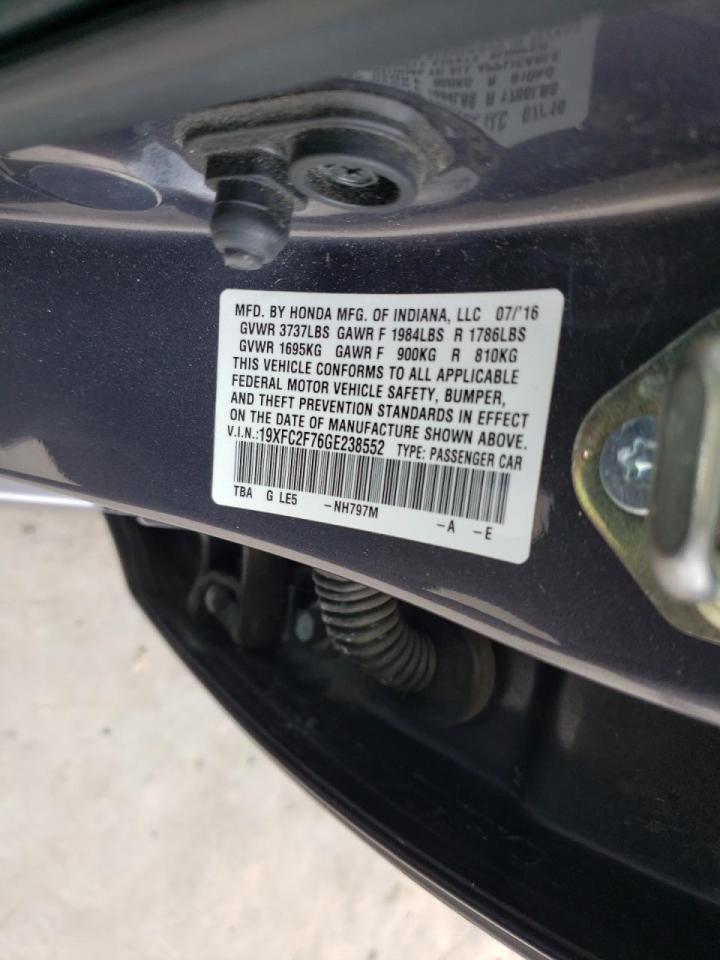 MFD. BY HONDA MFG. OF INDIANA, LLC 07/'16
GVWR 3737LBS GAWR F 1984LBS R 1786LBS
GVWR 1695KG GAWR F 900KG R 810KG
THIS VEHICLE CONFORMS TO ALL APPLICABLE
FEDERAL MOTOR VEHICLE SAFETY, BUMPER,
AND THEFT PREVENTION STANDARDS IN EFFECT
ON THE DATE OF MANUFACTURE SHOWN ABOVE.
V.I.N.:19XFC2F76GE238552 TYPE: PASSENGER CAR
TBA G LE5 -NH797M -A -E